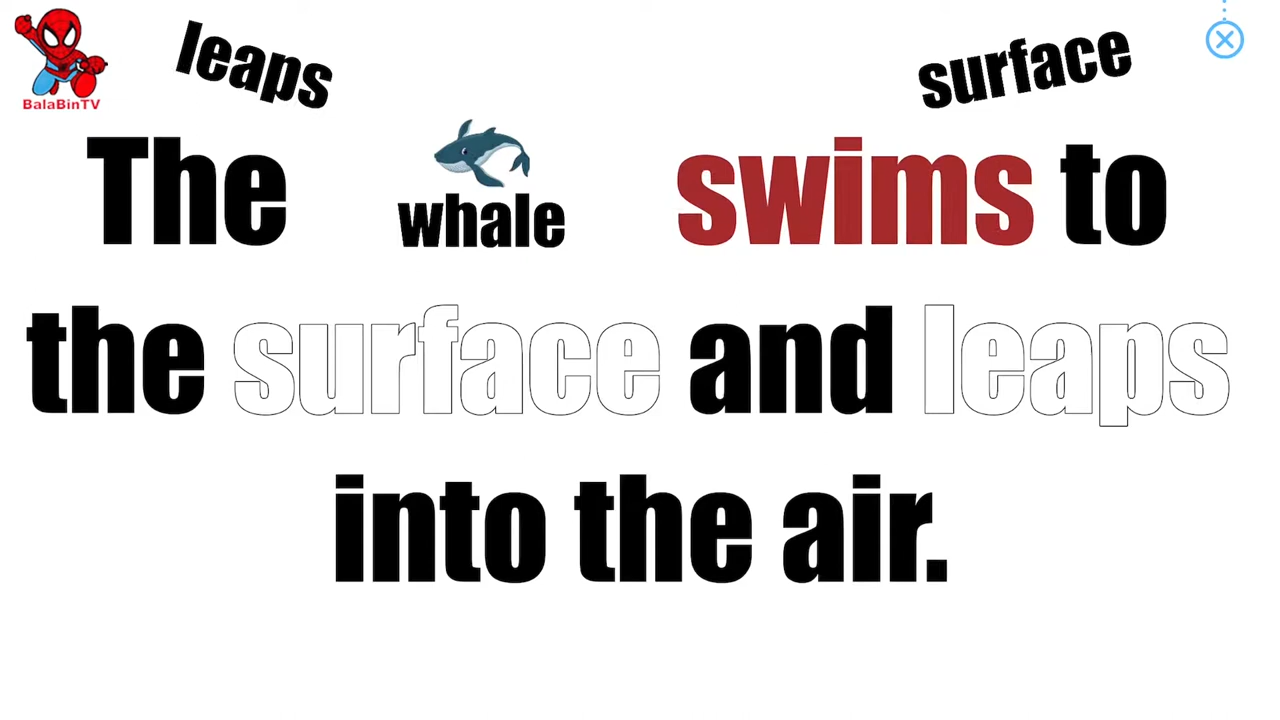 leaps
surface
BalaBinTV
The whale swims to
the surface and leaps
into the air.